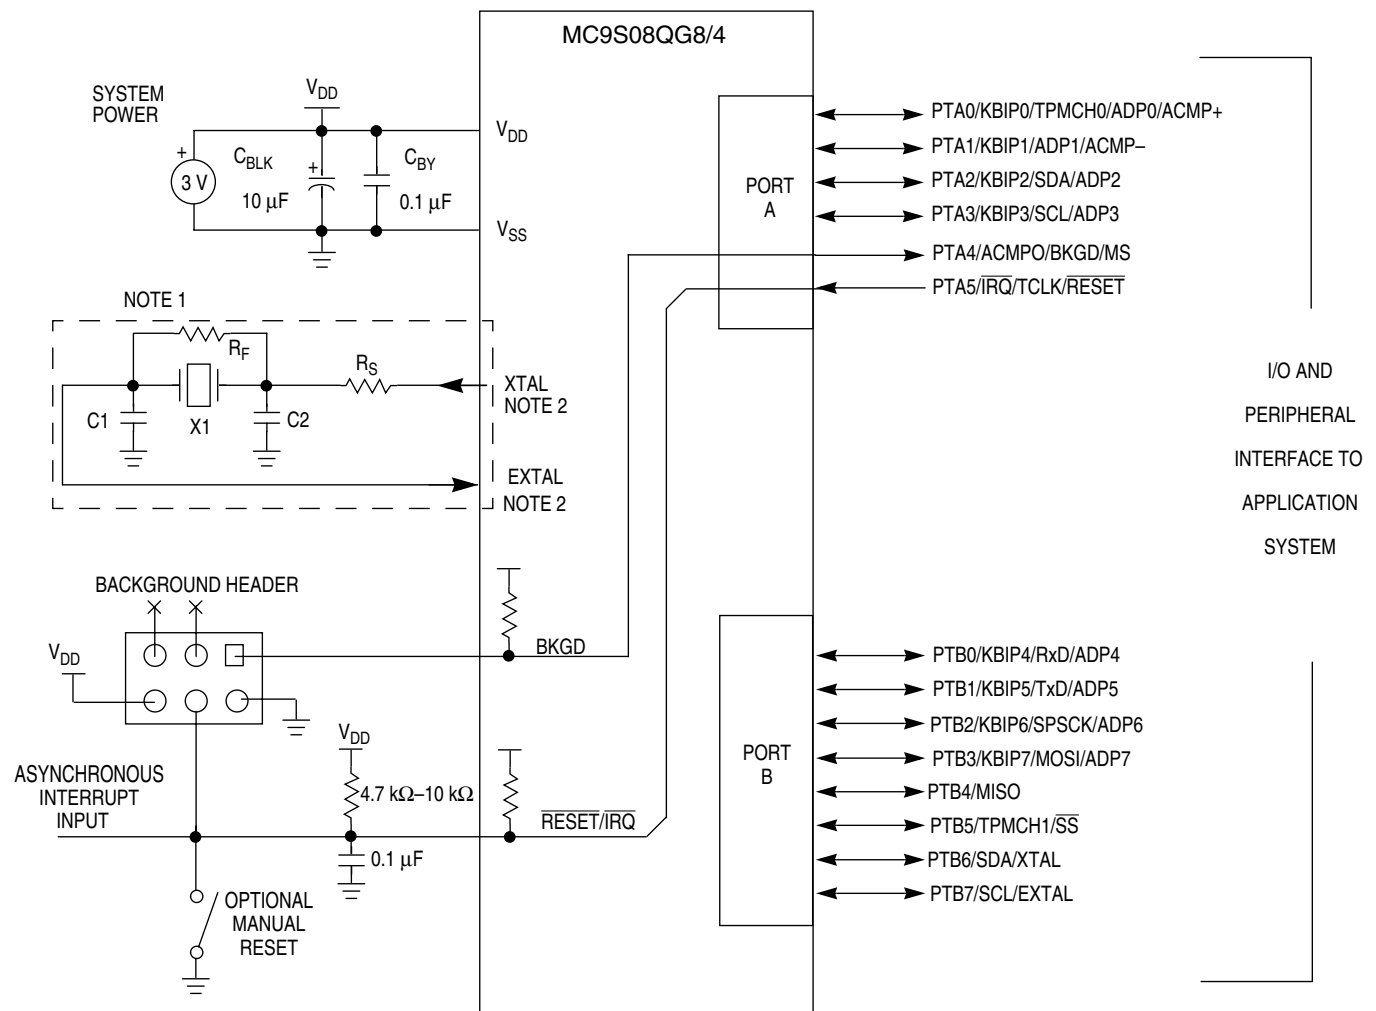 MC9S08QG8/4
SYSTEM
POWER
VDD
VDD
+
3 V
CBLK
10 µF
+
CBY
0.1 µF
VSS
NOTE 1
RF
RS
C1
X1
C2
XTAL
NOTE 2
EXTAL
NOTE 2
BACKGROUND HEADER
VDD
BKGD
VDD
4.7 kΩ–10 kΩ
ASYNCHRONOUS
INTERRUPT
INPUT
RESET/IRQ
0.1 µF
OPTIONAL
MANUAL
RESET
PORT
A
PTA0/KBIP0/TPMCH0/ADP0/ACMP+
PTA1/KBIP1/ADP1/ACMP–
PTA2/KBIP2/SDA/ADP2
PTA3/KBIP3/SCL/ADP3
PTA4/ACMPO/BKGD/MS
PTA5/IRQ/TCLK/RESET
PORT
B
PTB0/KBIP4/RxD/ADP4
PTB1/KBIP5/TxD/ADP5
PTB2/KBIP6/SPSCK/ADP6
PTB3/KBIP7/MOSI/ADP7
PTB4/MISO
PTB5/TPMCH1/SS
PTB6/SDA/XTAL
PTB7/SCL/EXTAL
I/O AND
PERIPHERAL
INTERFACE TO
APPLICATION
SYSTEM